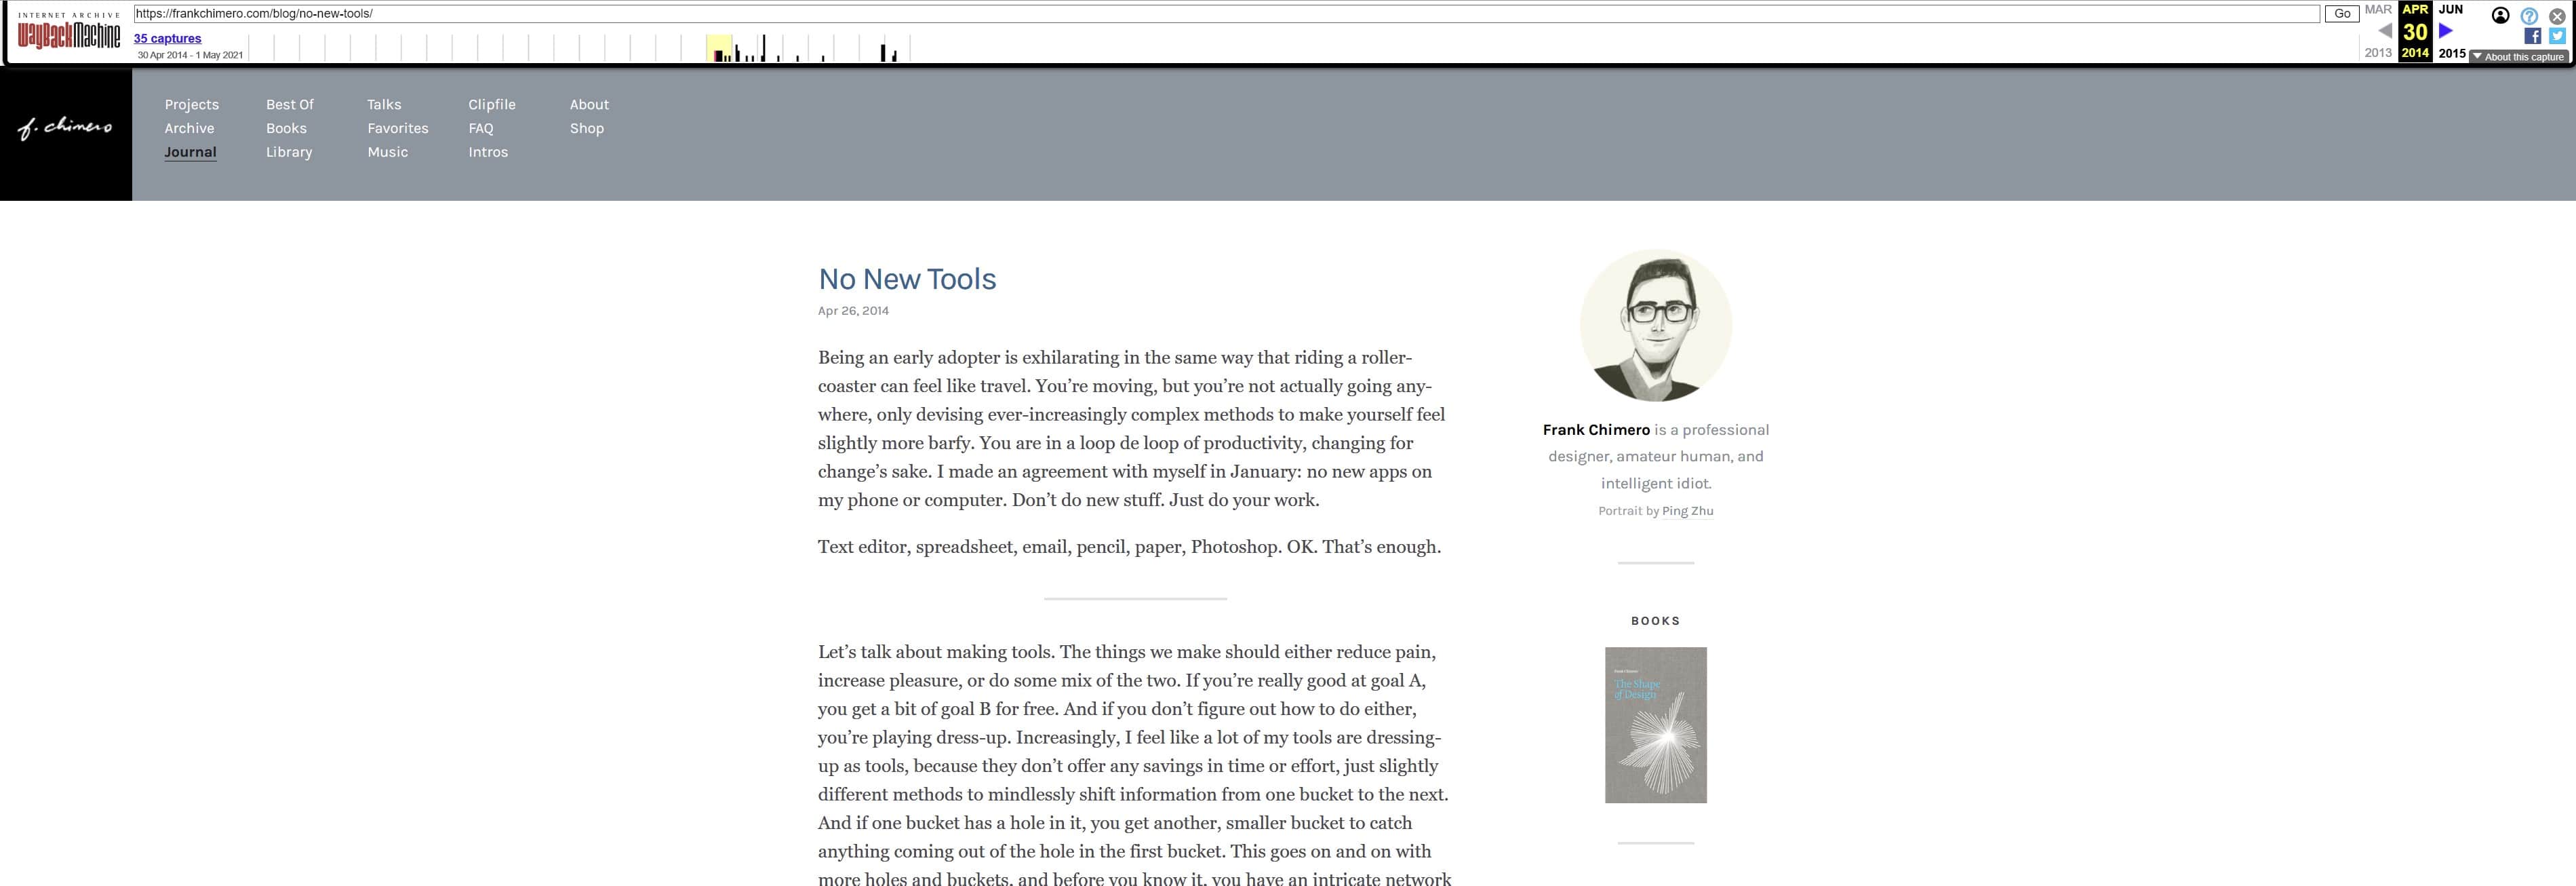 INTERNET ARCHIVE
WayBackMachine
https://frankchimero.com/blog/no-new-tools/
Go
35 captures
30 Apr 2014 - 1 May 2021
MAR APR JUN
30
2013 2014 2015
About this capture
f. chimero
Projects Best Of Talks Clipfile About
Archive Books Favorites FAQ Shop
Journal Library Music Intros
No New Tools
Apr 26, 2014
Being an early adopter is exhilarating in the same way that riding a roller-
coaster can feel like travel. You’re moving, but you’re not actually going any-
where, only devising ever-increasingly complex methods to make yourself feel
slightly more barfy. You are in a loop de loop of productivity, changing for
change’s sake. I made an agreement with myself in January: no new apps on
my phone or computer. Don’t do new stuff. Just do your work.
Text editor, spreadsheet, email, pencil, paper, Photoshop. OK. That’s enough.
Let’s talk about making tools. The things we make should either reduce pain,
increase pleasure, or do some mix of the two. If you’re really good at goal A,
you get a bit of goal B for free. And if you don’t figure out how to do either,
you’re playing dress-up. Increasingly, I feel like a lot of my tools are dressing-
up as tools, because they don’t offer any savings in time or effort, just slightly
different methods to mindlessly shift information from one bucket to the next.
And if one bucket has a hole in it, you get another, smaller bucket to catch
anything coming out of the hole in the first bucket. This goes on and on with
more holes and buckets, and before you know it, you have an intricate network
Frank Chimero is a professional
designer, amateur human, and
intelligent idiot.
Portrait by Ping Zhu
BOOKS
Frank Chimero
The Shape
of Design